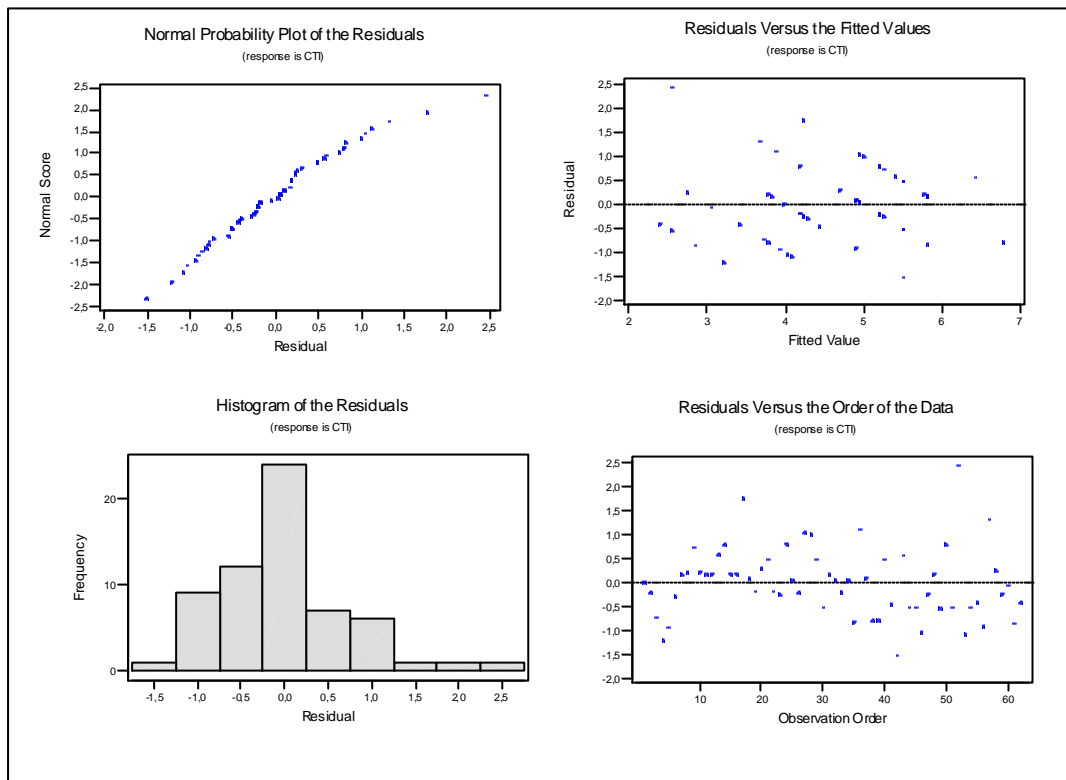 Normal Probability Plot of the Residuals
(response is CTI)
2,5
2,0
1,5
1,0
0,5
0,0
-0,5
-1,0
-1,5
-2,0
-2,5
Normal Score
-2,0 -1,5 -1,0 -0,5 0,0 0,5 1,0 1,5 2,0 2,5
Residual
Residuals Versus the Fitted Values
(response is CTI)
2,5
2,0
1,5
1,0
0,5
0,0
-0,5
-1,0
-1,5
-2,0
Residual
2 3 4 5 6 7
Fitted Value
Histogram of the Residuals
(response is CTI)
20
10
0
Frequency
-1,5 -1,0 -0,5 0,0 0,5 1,0 1,5 2,0 2,5
Residual
Residuals Versus the Order of the Data
(response is CTI)
2,5
2,0
1,5
1,0
0,5
0,0
-0,5
-1,0
-1,5
-2,0
Residual
10 20 30 40 50 60
Observation Order